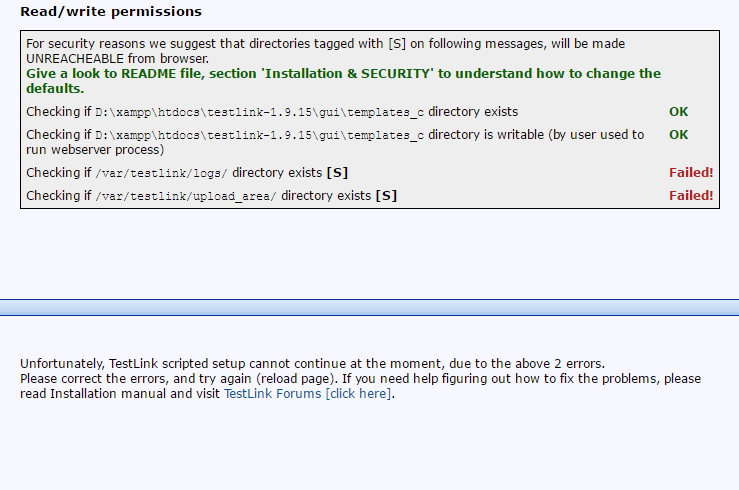 Read/write permissions
For security reasons we suggest that directories tagged with [S] on following messages, will be made
UNREACHEABLE from browser.
Give a look to README file, section 'Installation & SECURITY' to understand how to change the
defaults.
Checking if D:\xampp\htdocs\testlink-1.9.15\gui\templates_c directory exists OK
Checking if D:\xampp\htdocs\testlink-1.9.15\gui\templates_c directory is writable (by user used to OK
run webserver process)
Checking if /var/testlink/logs/ directory exists [S] Failed!
Checking if /var/testlink/upload_area/ directory exists [S] Failed!
Unfortunately, TestLink scripted setup cannot continue at the moment, due to the above 2 errors.
Please correct the errors, and try again (reload page). If you need help figuring out how to fix the problems, please
read Installation manual and visit TestLink Forums [click here].